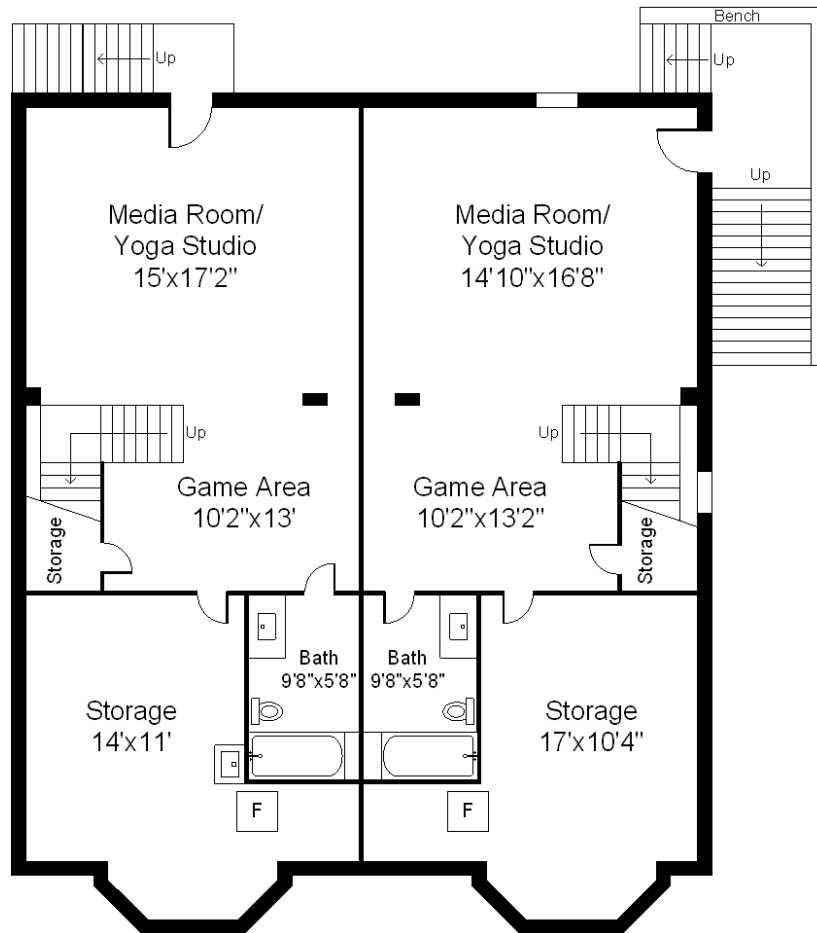 Bench
Up
Up
Up
Media Room/
Yoga Studio
15'x17'2"
Media Room/
Yoga Studio
14'10"x16'8"
Up
Up
Game Area
10'2"x13'
Game Area
10'2"x13'2"
Storage
Storage
Bath
9'8"x5'8"
Bath
9'8"x5'8"
Storage
14'x11'
Storage
17'x10'4"
F
F